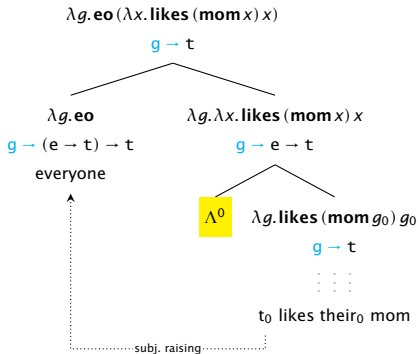 λg. eo (λx. likes (mom x) x)
g → t
λg. eo
g → (e → t) → t
everyone
λg. λx. likes (mom x) x
g → e → t
Λ⁰
λg. likes (mom g₀) g₀
g → t
t₀ likes their₀ mom
subj. raising